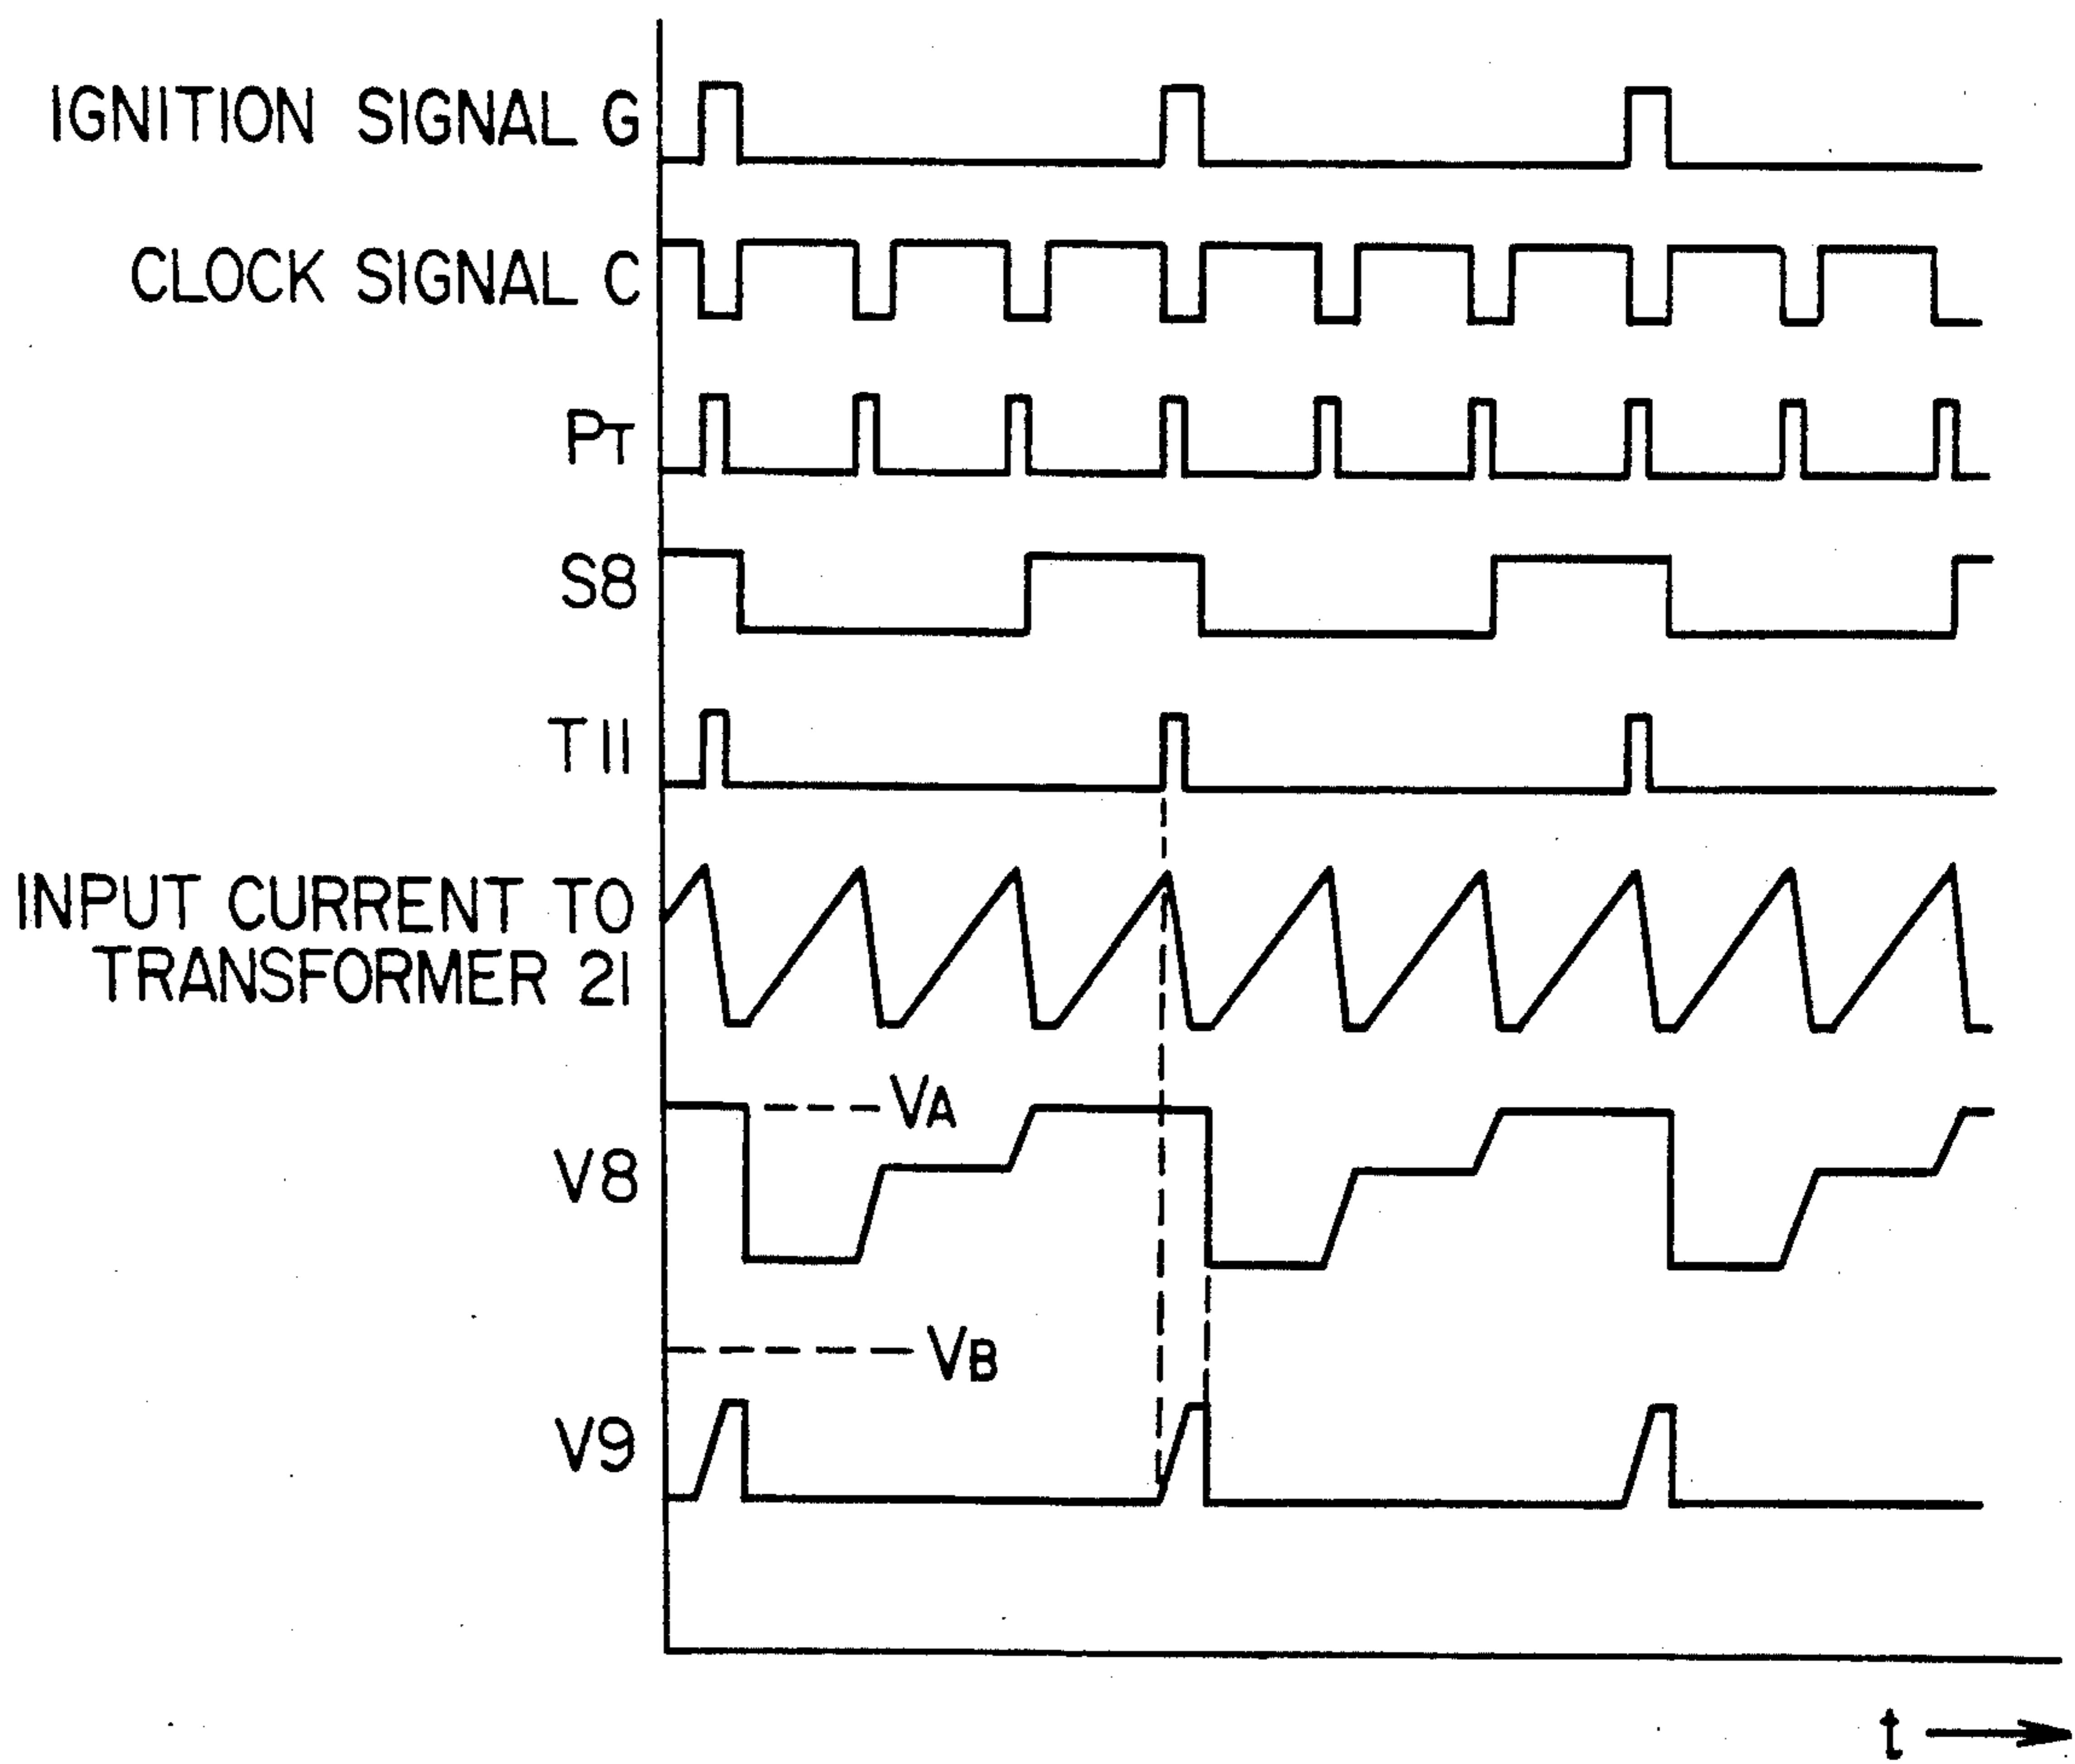 IGNITION SIGNAL G
CLOCK SIGNAL C
PT
S8
T11
INPUT CURRENT TO
TRANSFORMER 21
VA
V8
VB
V9
t